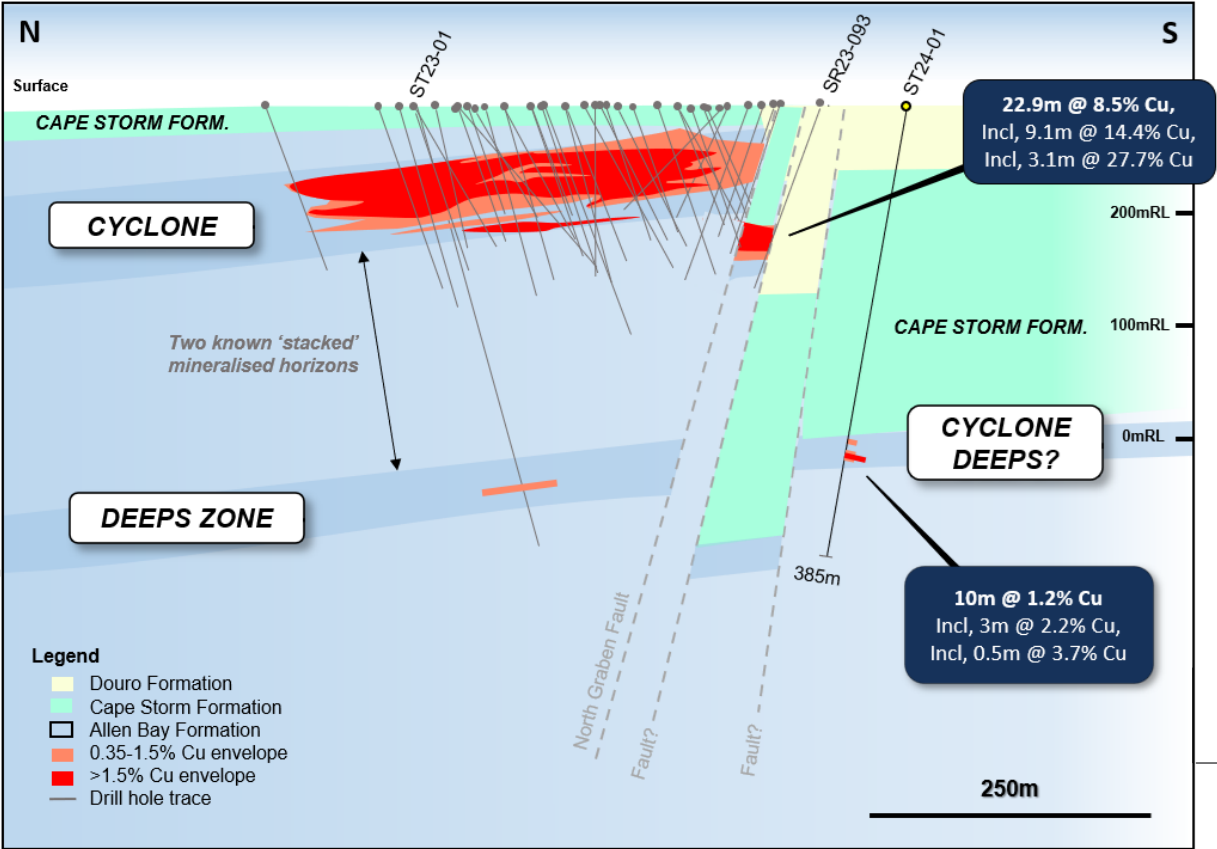 N
S
ST23-01
SR23-093
ST24-01
Surface
CAPE STORM FORM.
22.9m @ 8.5% Cu,
Incl, 9.1m @ 14.4% Cu,
Incl, 3.1m @ 27.7% Cu
200mRL
CYCLONE
Two known ‘stacked’
mineralised horizons
CAPE STORM FORM.
100mRL
0mRL
CYCLONE
DEEPS?
DEEPS ZONE
385m
10m @ 1.2% Cu
Incl, 3m @ 2.2% Cu,
Incl, 0.5m @ 3.7% Cu
North Graben Fault
Fault?
Fault?
Legend
Douro Formation
Cape Storm Formation
Allen Bay Formation
0.35-1.5% Cu envelope
>1.5% Cu envelope
Drill hole trace
250m